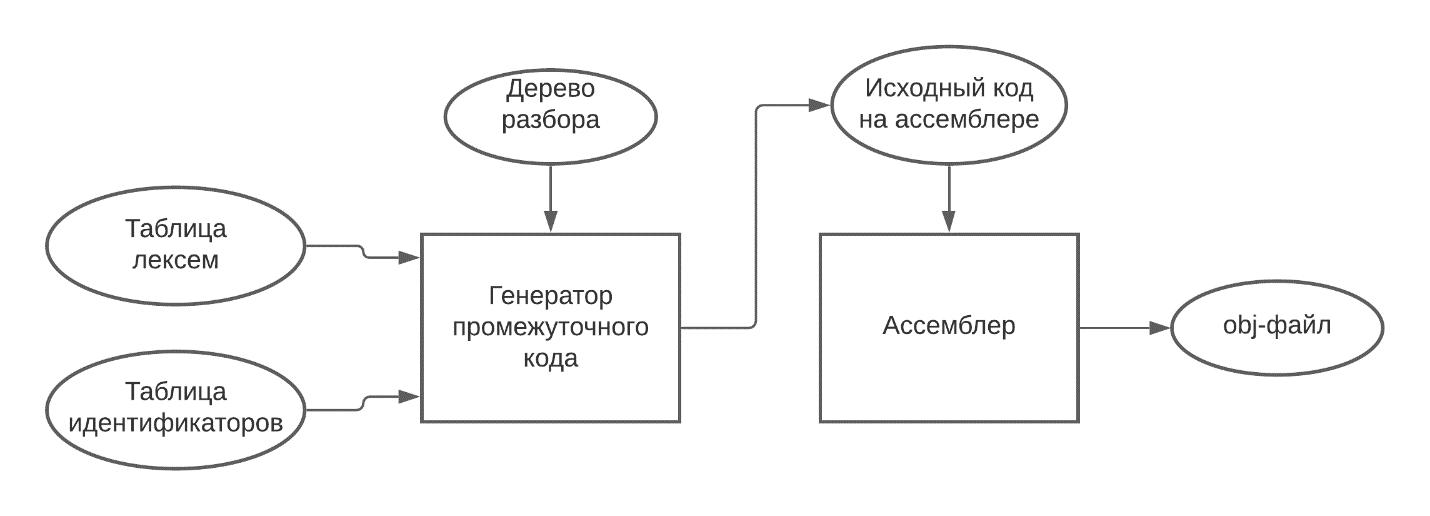 Дерево
разбора
Исходный код
на ассемблере
Таблица
лексем
Генератор
промежуточного
кода
Ассемблер
obj-файл
Таблица
идентификаторов